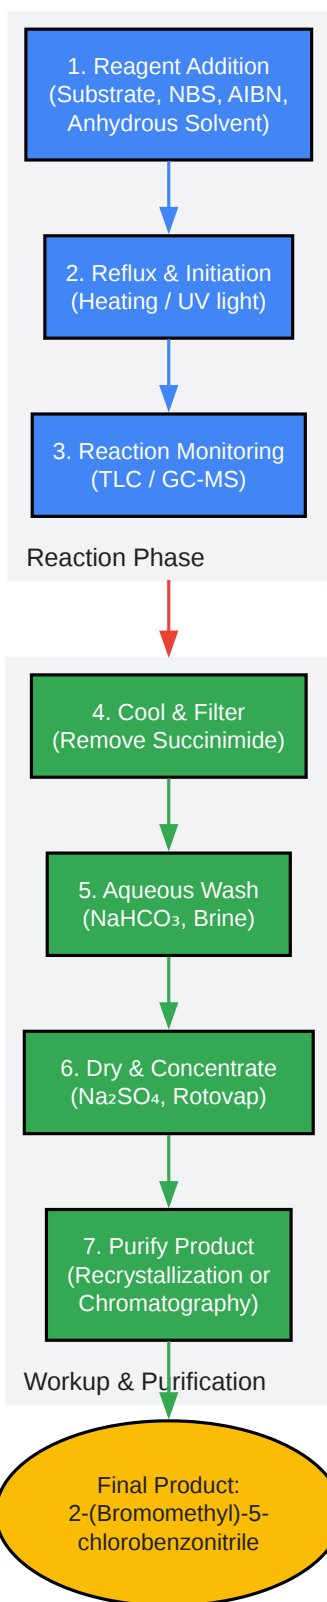 1. Reagent Addition
(Substrate, NBS, AIBN,
Anhydrous Solvent)
2. Reflux & Initiation
(Heating / UV light)
3. Reaction Monitoring
(TLC / GC-MS)
Reaction Phase
4. Cool & Filter
(Remove Succinimide)
5. Aqueous Wash
(NaHCO₃, Brine)
6. Dry & Concentrate
(Na₂SO₄, Rotovap)
7. Purify Product
(Recrystallization or
Chromatography)
Workup & Purification
Final Product:
2-(Bromomethyl)-5-
chlorobenzonitrile